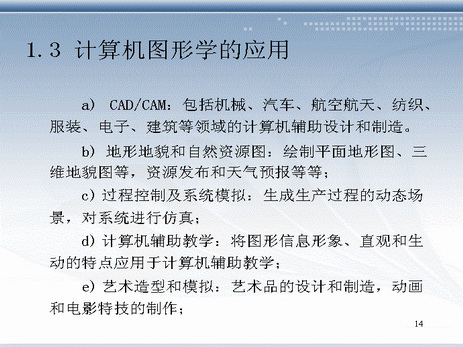 1.3 计算机图形学的应用
a) CAD/CAM：包括机械、汽车、航空航天、纺织、
服装、电子、建筑等领域的计算机辅助设计和制造。
b) 地形地貌和自然资源图：绘制平面地形图、三
维地貌图等，资源发布和天气预报等等；
c) 过程控制及系统模拟：生成生产过程的动态场
景，对系统进行仿真；
d) 计算机辅助教学：将图形信息形象、直观和生
动的特点应用于计算机辅助教学；
e) 艺术造型和模拟：艺术品的设计和制造，动画
和电影特技的制作；
14